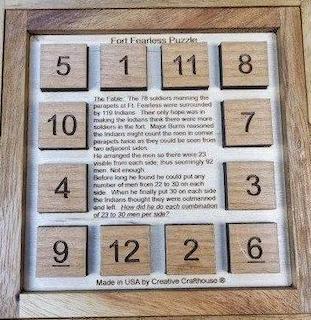 Fort Fearless Puzzle
5 1 11 8
The Fable: The 78 soldiers manning the
parapets at Ft. Fearless were surrounded
by 119 Indians. Their only hope was in
making the Indians think there were more
soldiers in the fort. Major Burns reasoned
the Indians might count the men in corner
parapets twice as they could be seen from
two adjacent sides.
10 7
He arranged the men so there were 23
visible from each side; thus seemingly 92
men. Not enough.
Before long he found he could put any
number of men from 22 to 30 on each
side. When he finally put 30 on each side
the Indians thought they were outmanned
and left. How did he do each combination
of 23 to 30 men per side?
4 3
9 12 2 6
Made in USA by Creative Crafthouse ®